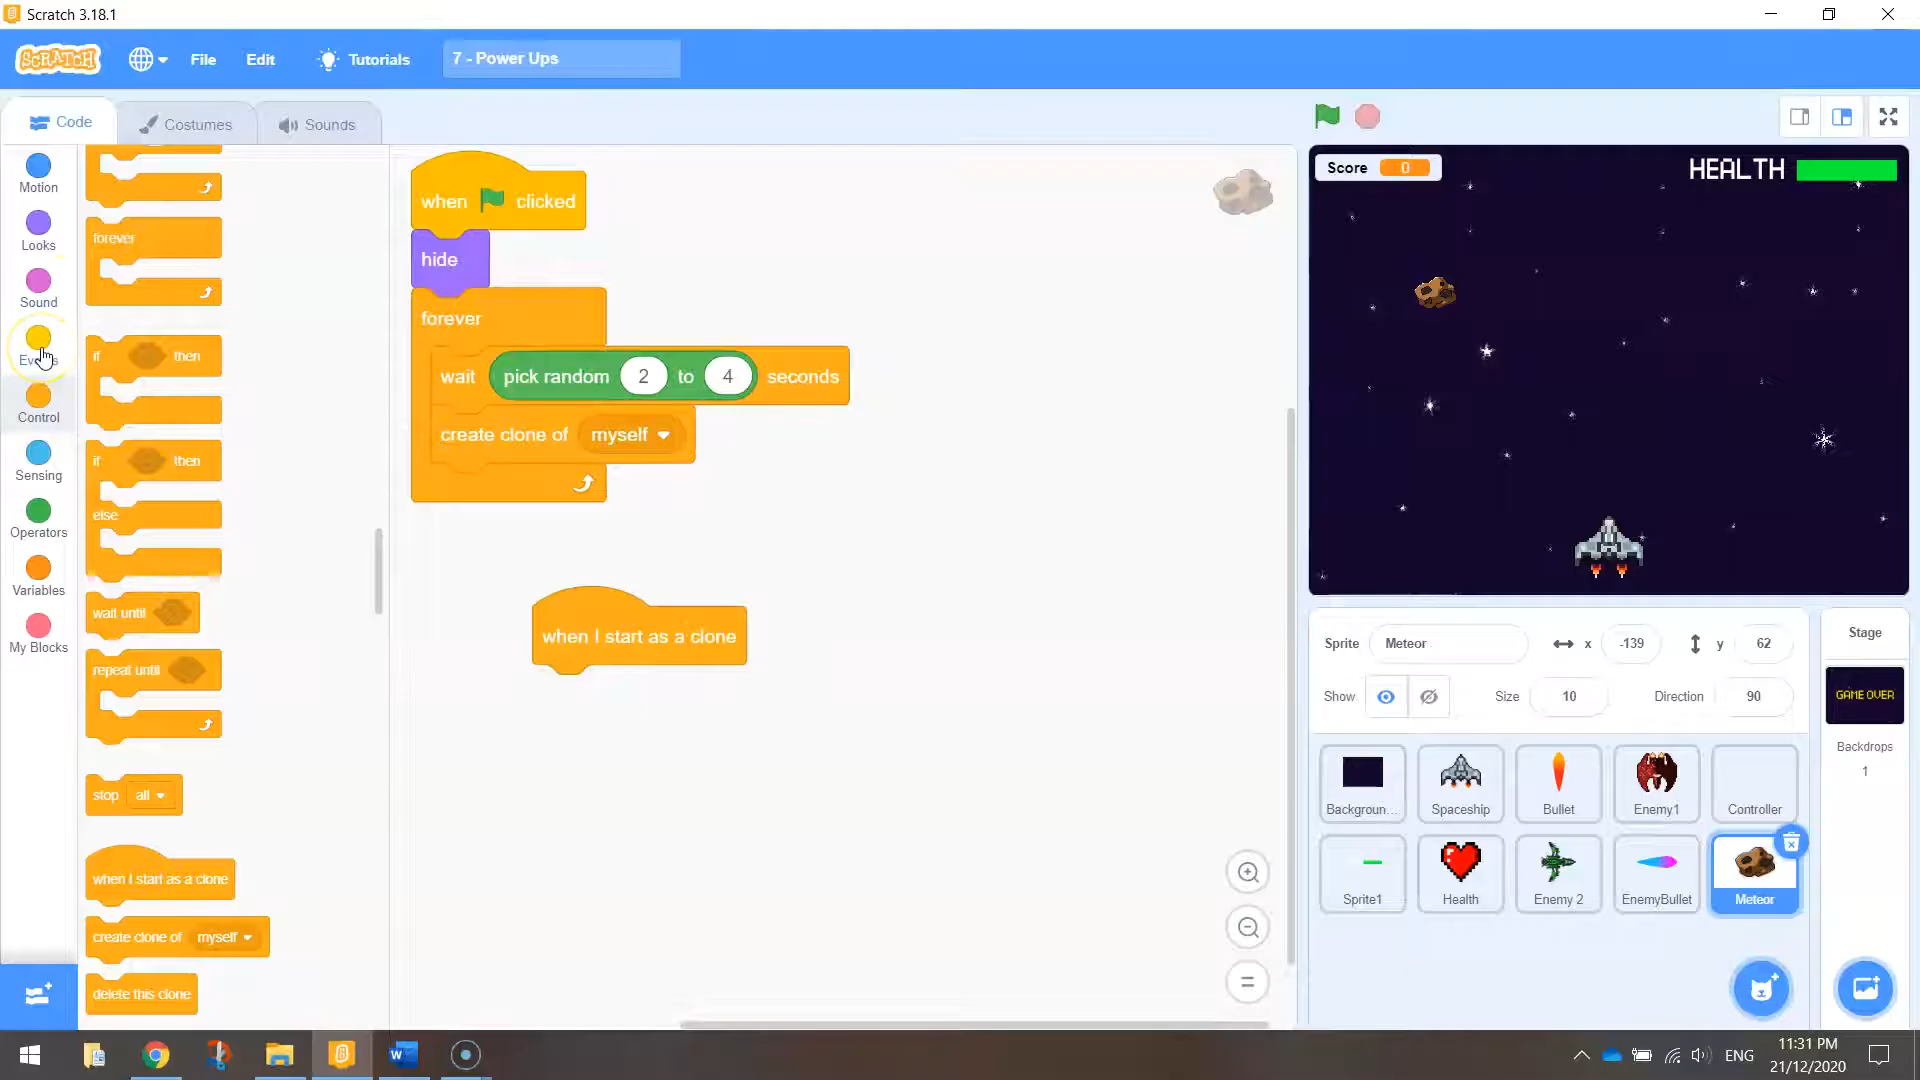 Scratch 3.18.1
SCRATCH
File
Edit
Tutorials
7 - Power Ups
Code
Costumes
Sounds
Motion
Looks
Sound
Control
Sensing
Operators
Variables
My Blocks
forever
if then
if then
else
wait until
repeat until
stop all
when I start as a clone
create clone of myself
delete this clone
when clicked
hide
forever
wait pick random 2 to 4 seconds
create clone of myself
when I start as a clone
Score 0
HEALTH
Sprite Meteor x -139 y 62
Show Size 10 Direction 90
Backgroun...
Spaceship
Bullet
Enemy1
Controller
Sprite1
Health
Enemy 2
EnemyBullet
Meteor
Stage
GAME OVER
Backdrops
1
ENG
11:31 PM
21/12/2020